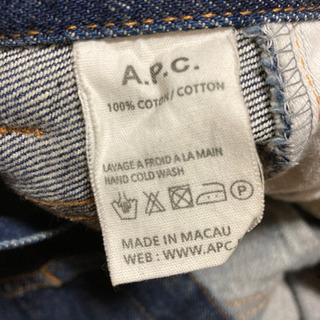 A.P.C.
100% COTON / COTTON
LAVAGE A FROID A LA MAIN
HAND COLD WASH
P
MADE IN MACAU
WEB : WWW.APC.